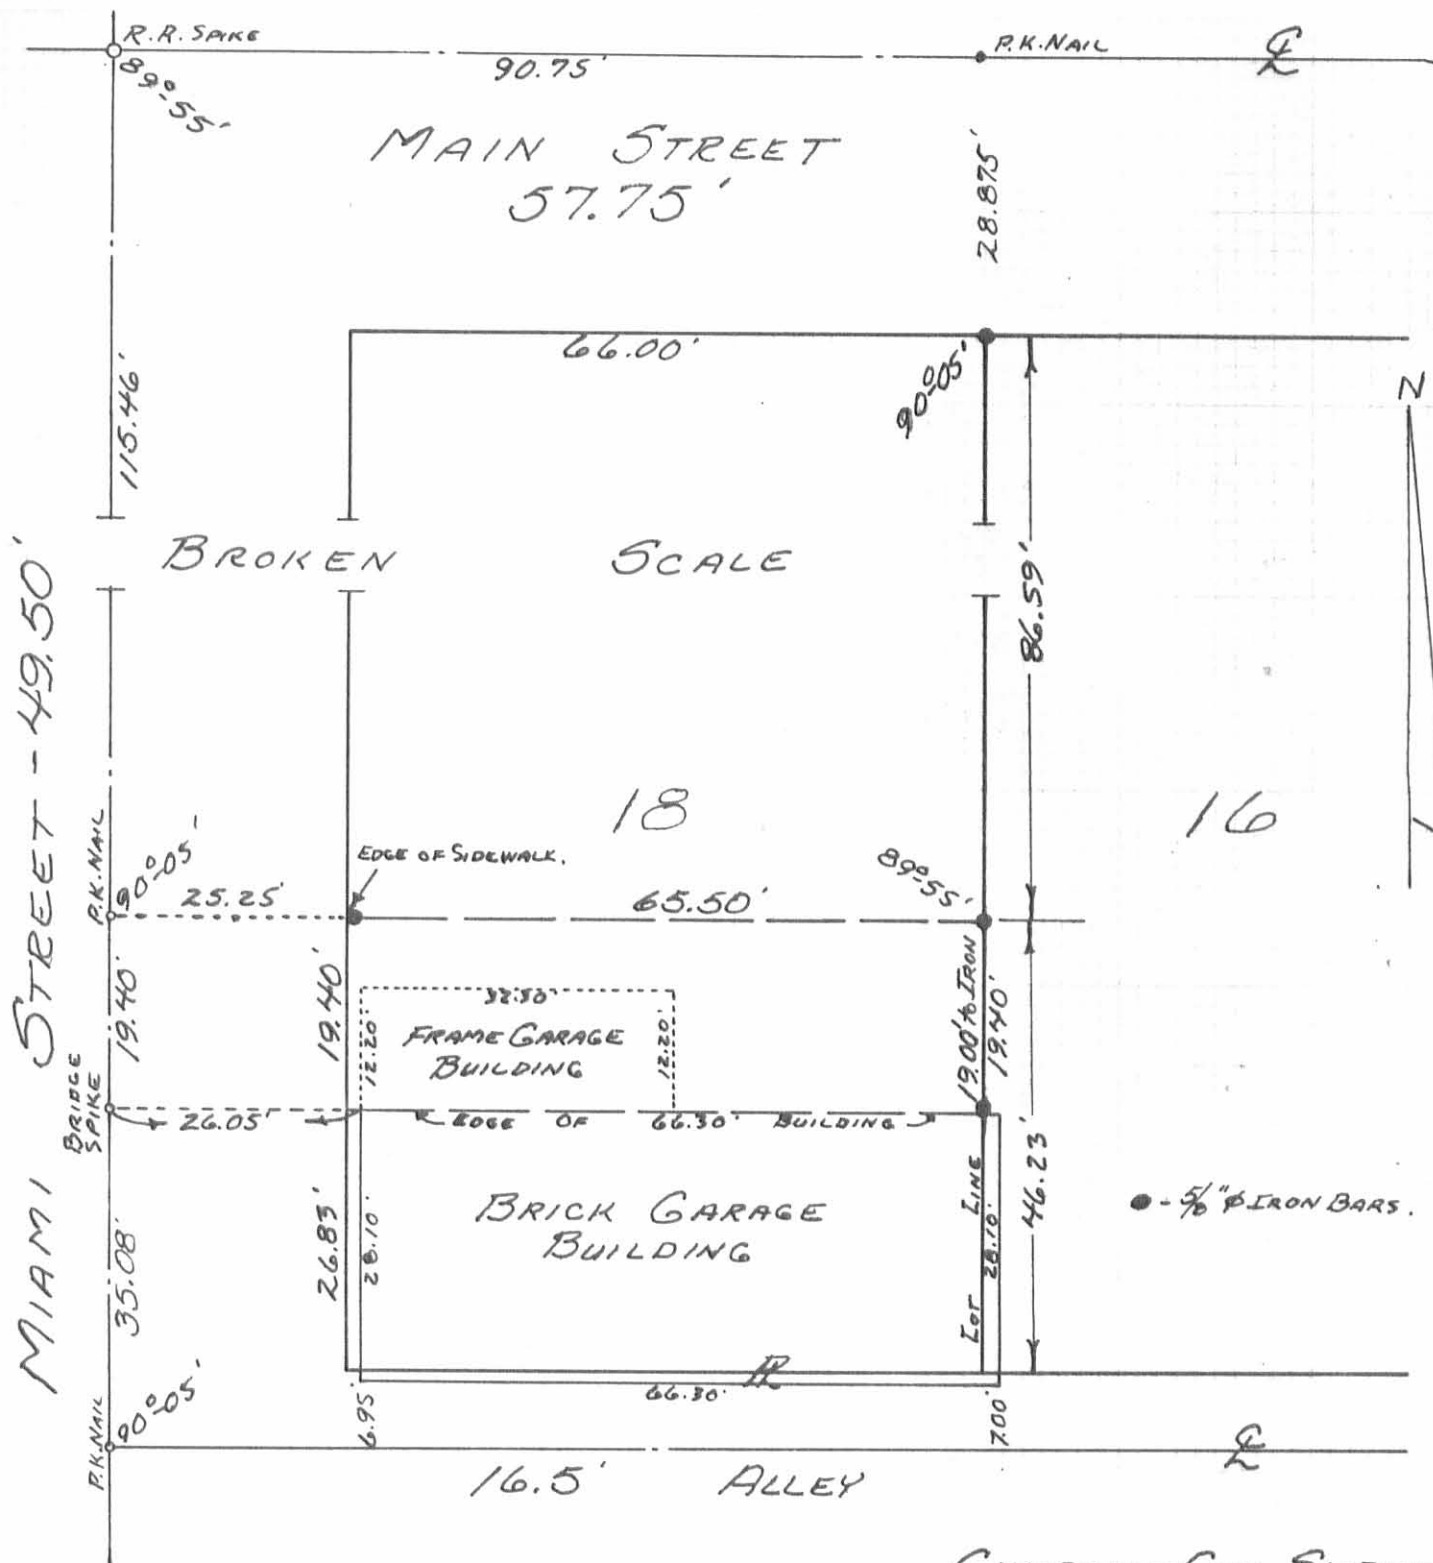 R.R. SPIKE
P.K. NAIL
℄
90.75'
89°-55'
MAIN STREET
57.75'
28.875'
66.00'
90°-05'
115.46'
N
BROKEN SCALE
86.59'
MIAMI STREET - 49.50'
18
16
P.K. NAIL
90°-05'
EDGE OF SIDEWALK.
25.25'
65.50'
89°-55'
19.40'
19.40'
32.30'
12.20'
FRAME GARAGE
BUILDING
12.20'
19.00' to IRON
19.40'
BRIDGE
SPIKE
26.05'
EDGE OF 66.30' BUILDING
46.23'
35.08'
26.83'
28.10'
BRICK GARAGE
BUILDING
LOT LINE
28.10'
- 5/8" ø IRON BARS.
66.30'
P.K. NAIL
90°-05'
6.95'
7.00'
℄
16.5' ALLEY